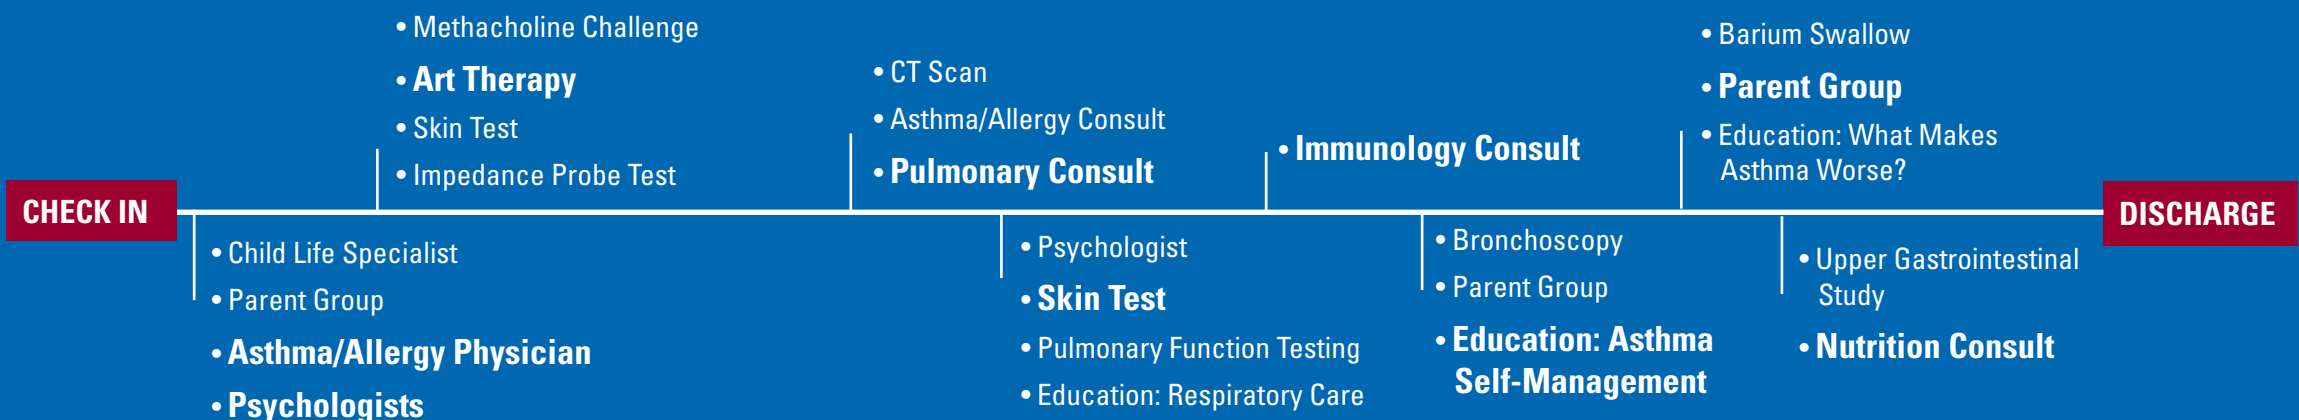 CHECK IN
• Child Life Specialist
• Parent Group
• Asthma/Allergy Physician
• Psychologists
• Methacholine Challenge
• Art Therapy
• Skin Test
• Impedance Probe Test
• CT Scan
• Asthma/Allergy Consult
• Pulmonary Consult
• Psychologist
• Skin Test
• Pulmonary Function Testing
• Education: Respiratory Care
• Immunology Consult
• Bronchoscopy
• Parent Group
• Education: Asthma
Self-Management
• Barium Swallow
• Parent Group
• Education: What Makes
Asthma Worse?
• Upper Gastrointestinal
Study
• Nutrition Consult
DISCHARGE